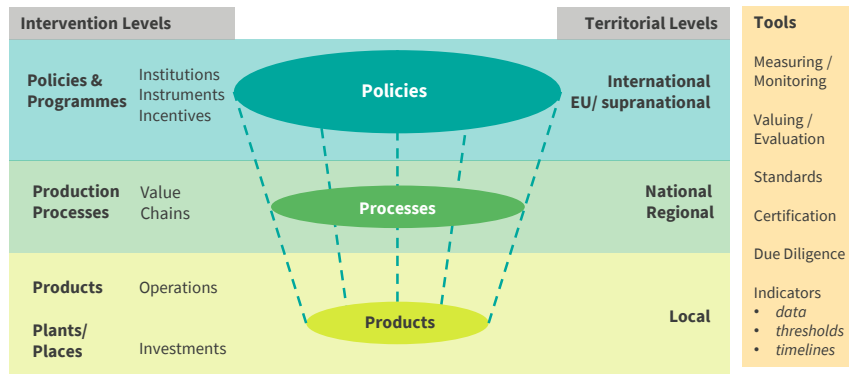 Intervention Levels
Territorial Levels
Tools
Policies &
Programmes
Institutions
Instruments
Incentives
Policies
International
EU/ supranational
Production
Processes
Value
Chains
Processes
National
Regional
Products
Operations
Plants/
Places
Investments
Products
Local
Measuring /
Monitoring
Valuing /
Evaluation
Standards
Certification
Due Diligence
Indicators
• data
• thresholds
• timelines